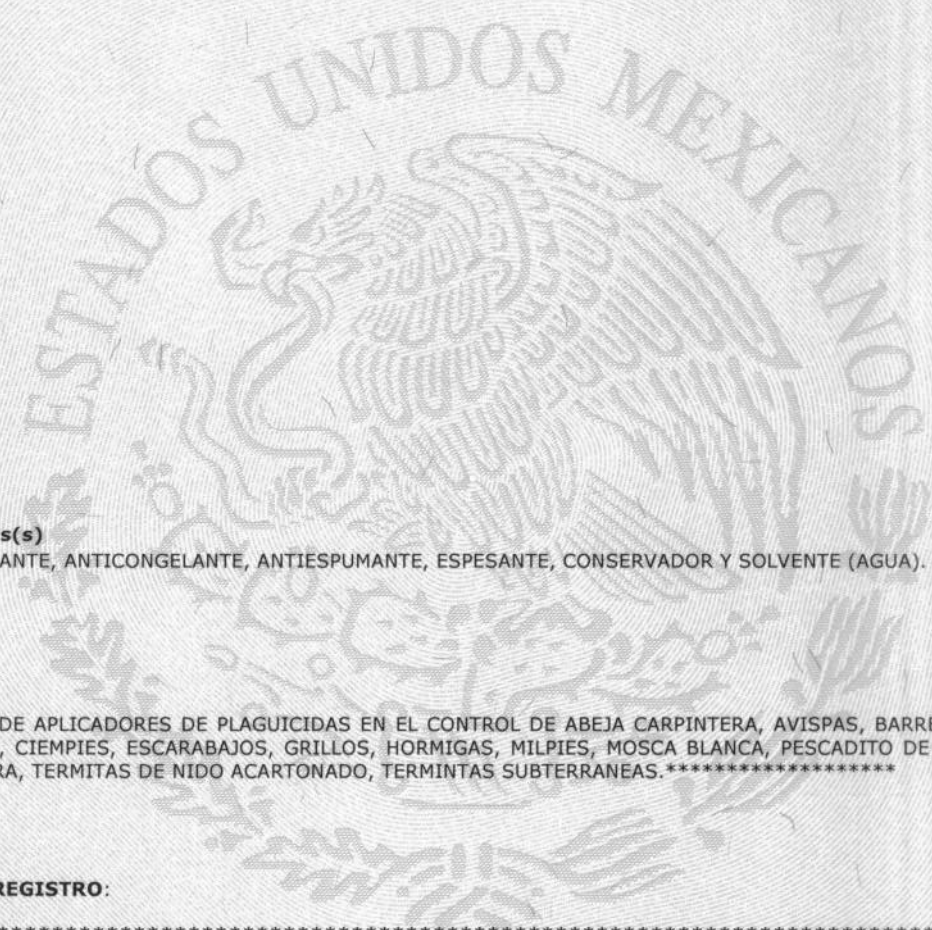 ESTADOS UNIDOS MEXICANOS
s(s)
ANTE, ANTICONGELANTE, ANTIESPUMANTE, ESPESANTE, CONSERVADOR Y SOLVENTE (AGUA).
DE APLICADORES DE PLAGUICIDAS EN EL CONTROL DE ABEJA CARPINTERA, AVISPAS, BARRE
, CIEMPIES, ESCARABAJOS, GRILLOS, HORMIGAS, MILPIES, MOSCA BLANCA, PESCADITO DE
RA, TERMITAS DE NIDO ACARTONADO, TERMINTAS SUBTERRANEAS.*******************
REGISTRO: